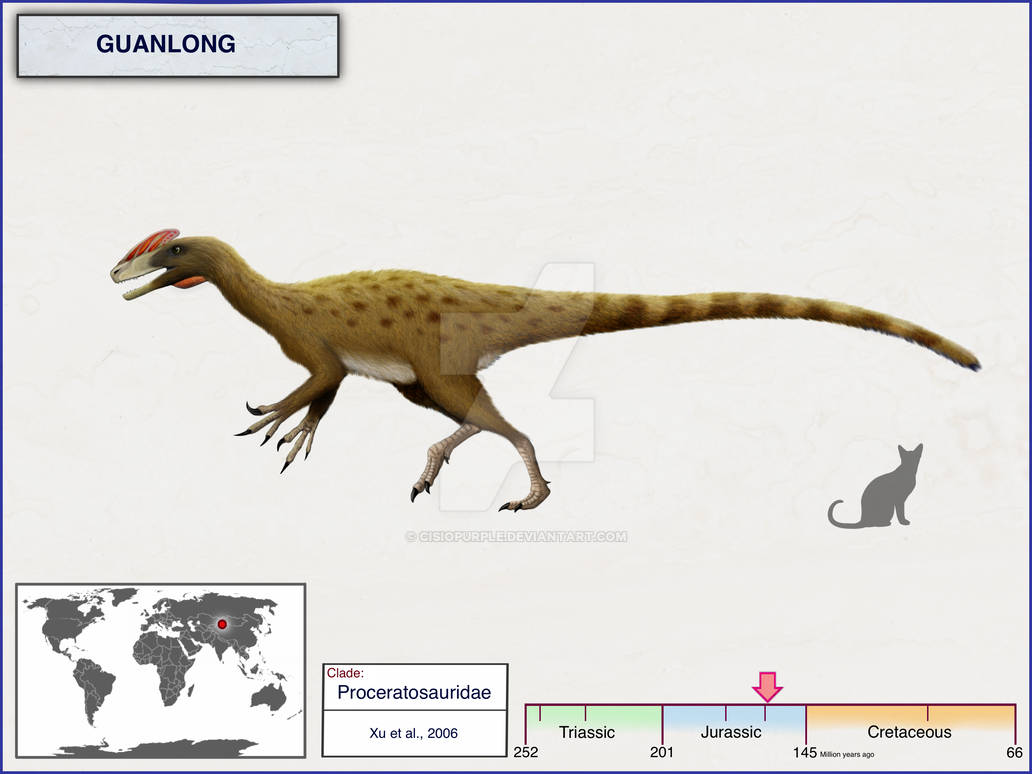 GUANLONG
© CISIOPURPLE.DEVIANTART.COM
Clade:
Proceratosauridae
Xu et al., 2006
Triassic
Jurassic
Cretaceous
252
201
145 Million years ago
66